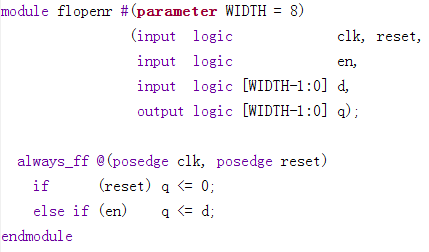 module flopenr #(parameter WIDTH = 8)
(input logic clk, reset,
input logic en,
input logic [WIDTH-1:0] d,
output logic [WIDTH-1:0] q);
always_ff @(posedge clk, posedge reset)
if (reset) q <= 0;
else if (en) q <= d;
endmodule